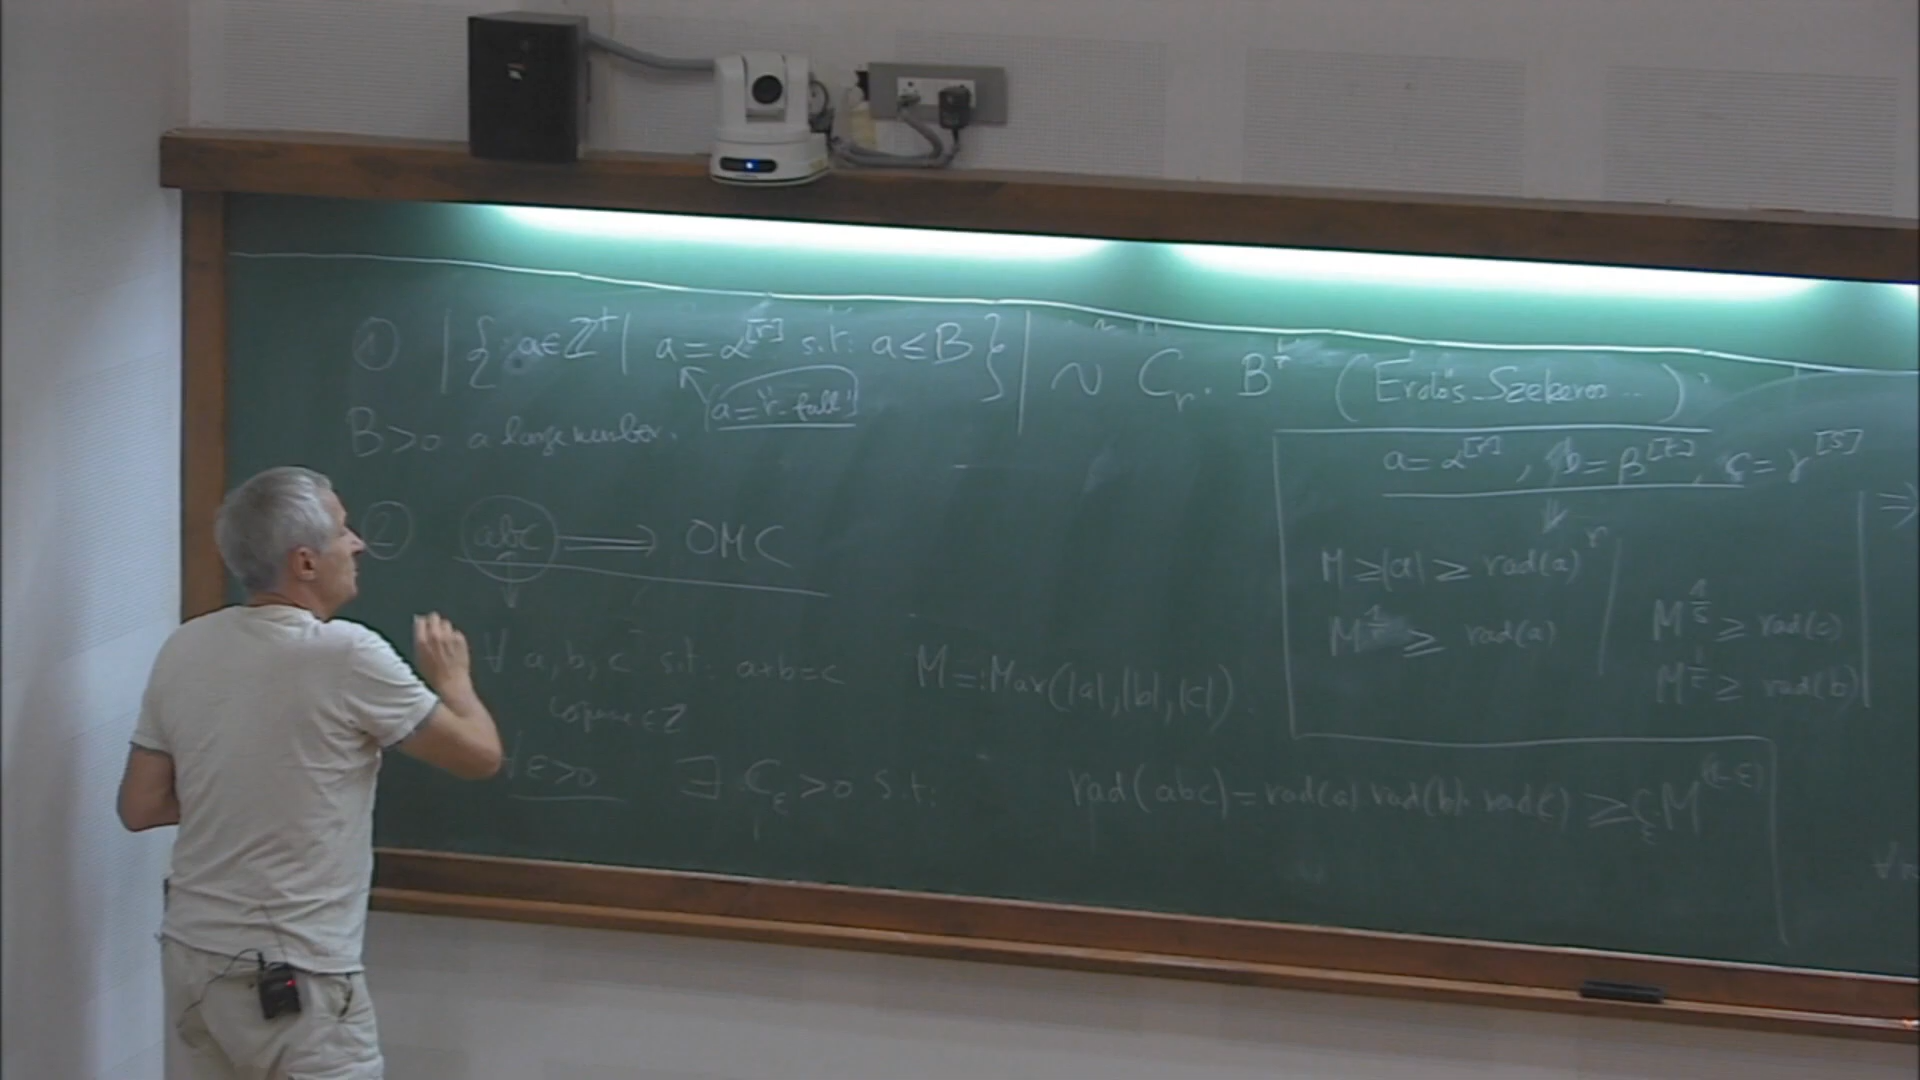 ① |{a∈ℤ⁺ | a = α^[r] s.t: a ≤ B}| ~ C_r · B^{1/r} (Erdös-Szekeres ...)
a = "r-full"
B>0 a large number.
② abc ⟹ OMC
∀ a, b, c s.t: a+b=c
coprime ∈ ℤ
M =: Max(|a|, |b|, |c|).
∀ ε>0 ∃ C_ε >0 s.t:
rad(abc) = rad(a) rad(b) rad(c) ≥ C_ε M^{(1-ε)}
a = α^[r], b = β^[t], c = γ^[s]
M ≥ |a| ≥ rad(a)^r
M^{1/r} ≥ rad(a)
M^{1/s} ≥ rad(c)
M^{1/t} ≥ rad(b)
⟹